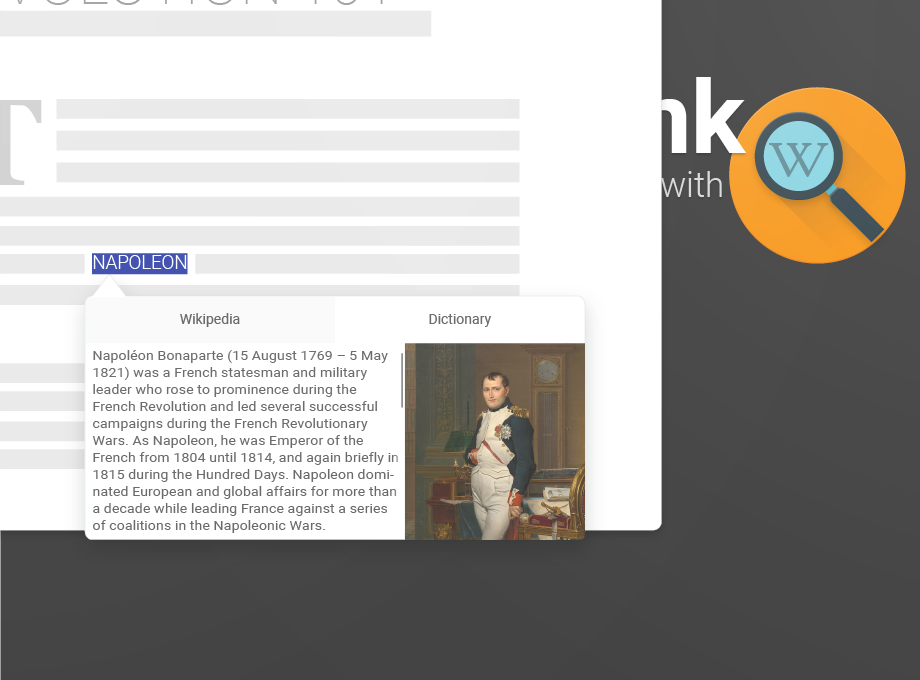 T
NAPOLEON
Wikipedia
Dictionary
Napoléon Bonaparte (15 August 1769 – 5 May
1821) was a French statesman and military
leader who rose to prominence during the
French Revolution and led several successful
campaigns during the French Revolutionary
Wars. As Napoleon, he was Emperor of the
French from 1804 until 1814, and again briefly in
1815 during the Hundred Days. Napoleon domi-
nated European and global affairs for more than
a decade while leading France against a series
of coalitions in the Napoleonic Wars.
nk
with
W